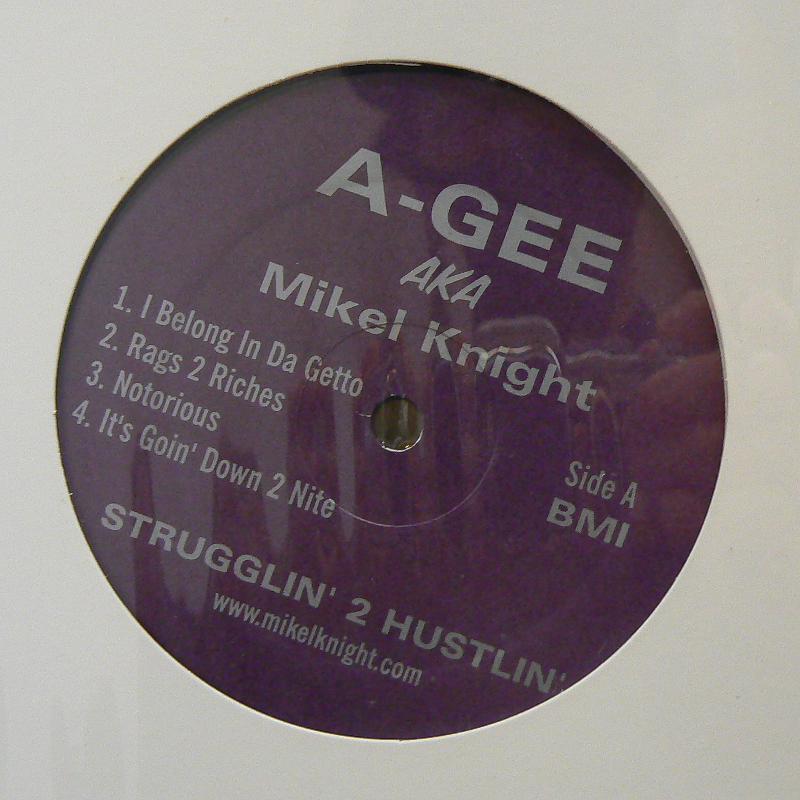 A-GEE
AKA
Mikel Knight
1. I Belong In Da Getto
2. Rags 2 Riches
3. Notorious
4. It's Goin' Down 2 Nite
Side A
BMI
STRUGGLIN' 2 HUSTLIN'
www.mikelknight.com